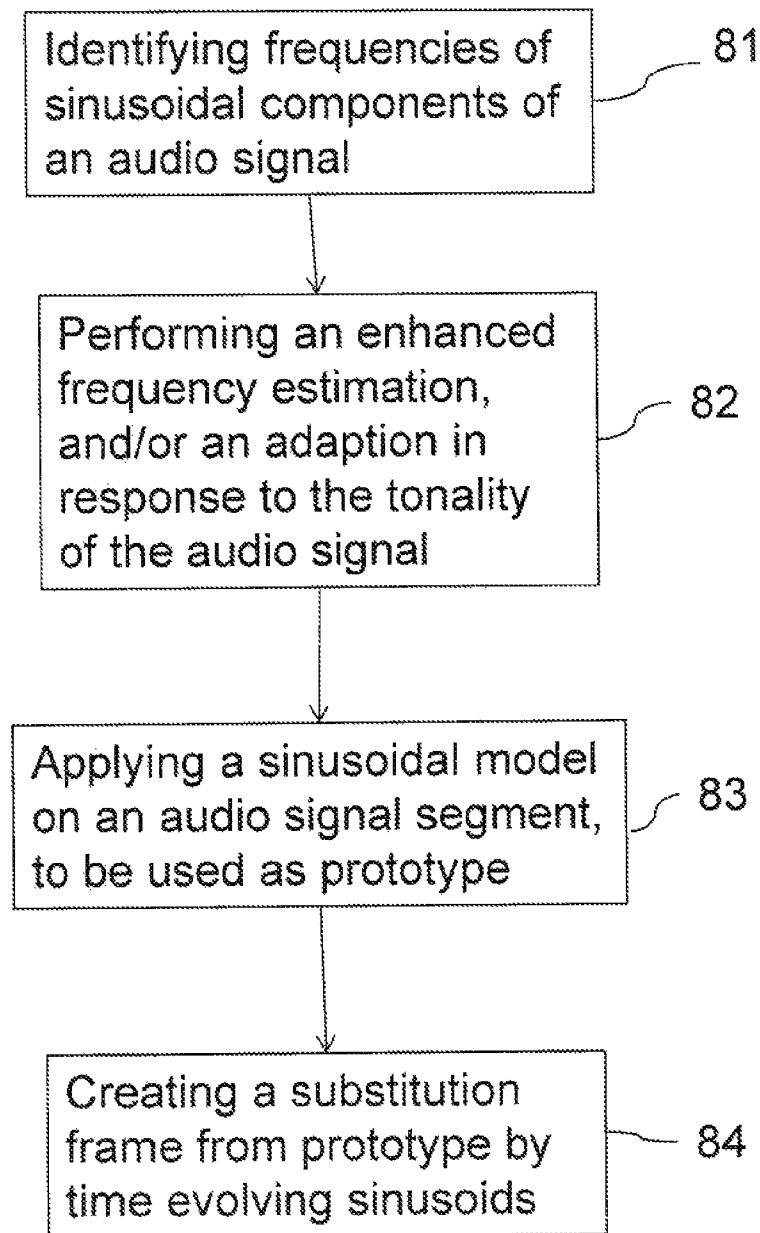 Identifying frequencies of
sinusoidal components of
an audio signal
81
Performing an enhanced
frequency estimation,
and/or an adaption in
response to the tonality
of the audio signal
82
Applying a sinusoidal model
on an audio signal segment,
to be used as prototype
83
Creating a substitution
frame from prototype by
time evolving sinusoids
84